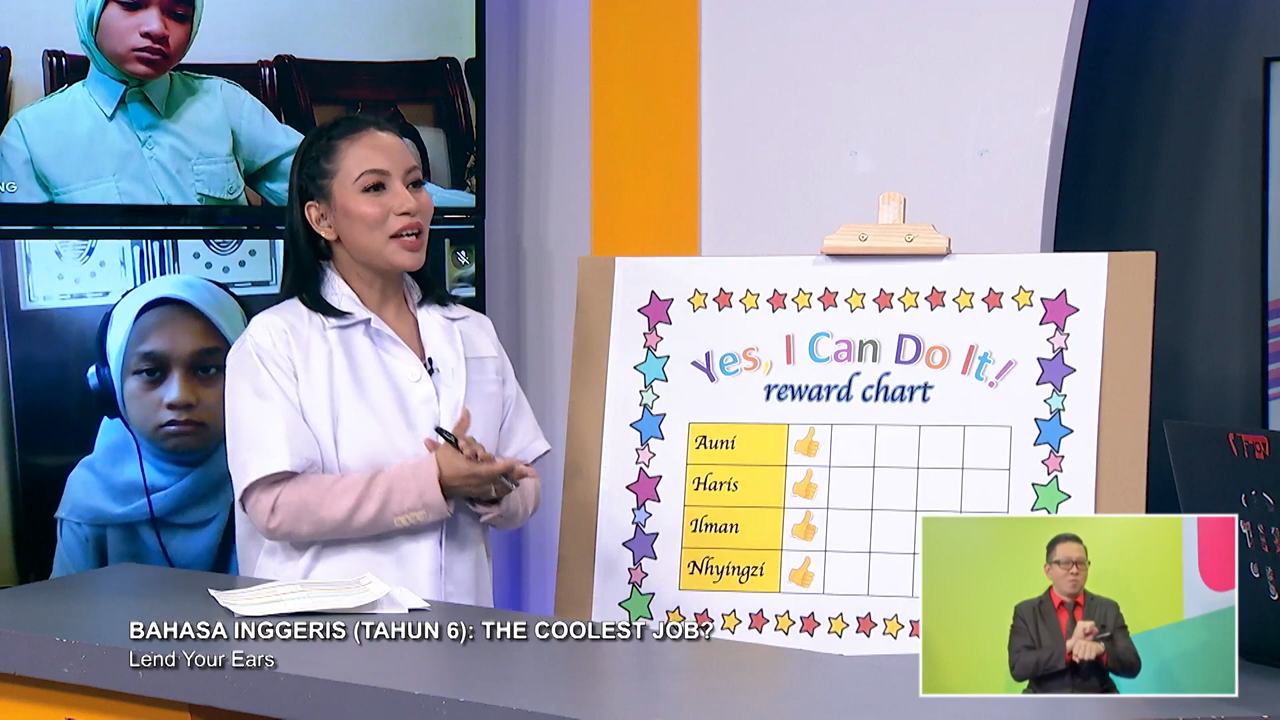 NG
Yes, I Can Do It!
reward chart
Auni
Haris
Ilman
Nhyingzi
BAHASA INGGERIS (TAHUN 6): THE COOLEST JOB?
Lend Your Ears